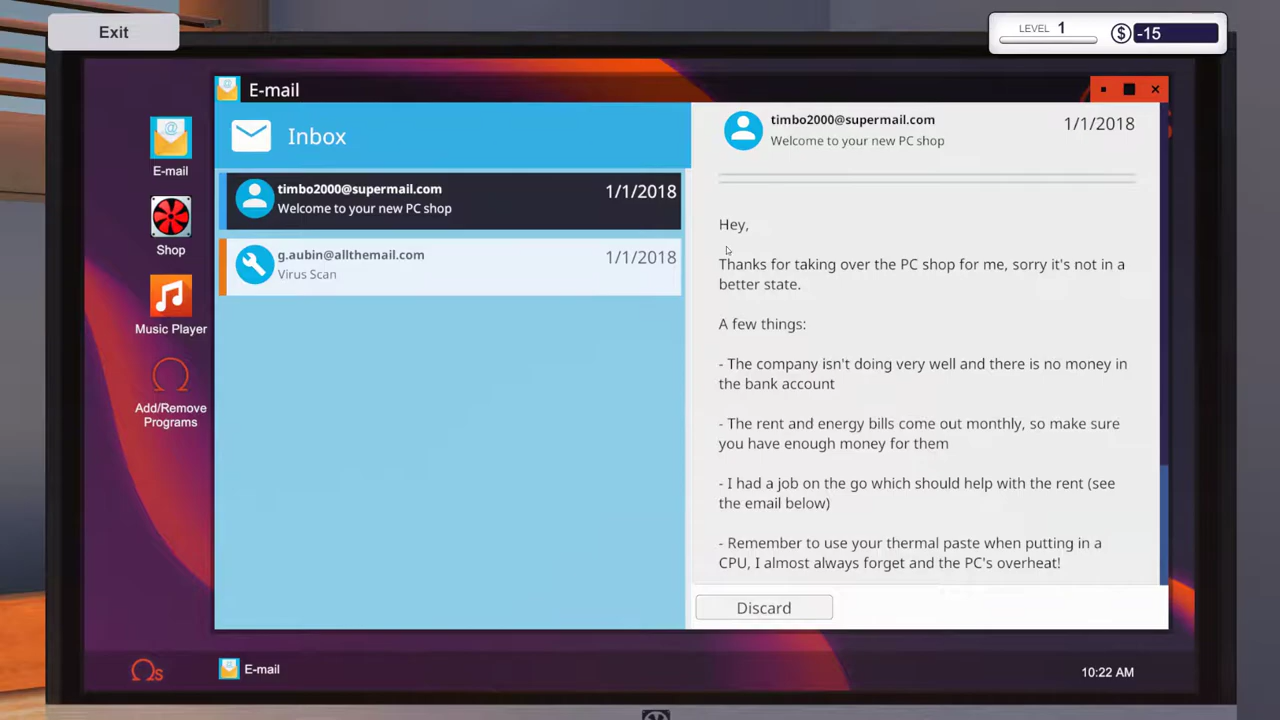 Exit
LEVEL 1
$ -15
E-mail
Inbox
timbo2000@supermail.com
Welcome to your new PC shop
1/1/2018
g.aubin@allthemail.com
Virus Scan
1/1/2018
timbo2000@supermail.com
Welcome to your new PC shop
1/1/2018
Hey,
Thanks for taking over the PC shop for me, sorry it's not in a
better state.
A few things:
- The company isn't doing very well and there is no money in
the bank account
- The rent and energy bills come out monthly, so make sure
you have enough money for them
- I had a job on the go which should help with the rent (see
the email below)
- Remember to use your thermal paste when putting in a
CPU, I almost always forget and the PC's overheat!
Discard
E-mail
Shop
Music Player
Add/Remove
Programs
Ωs
E-mail
10:22 AM